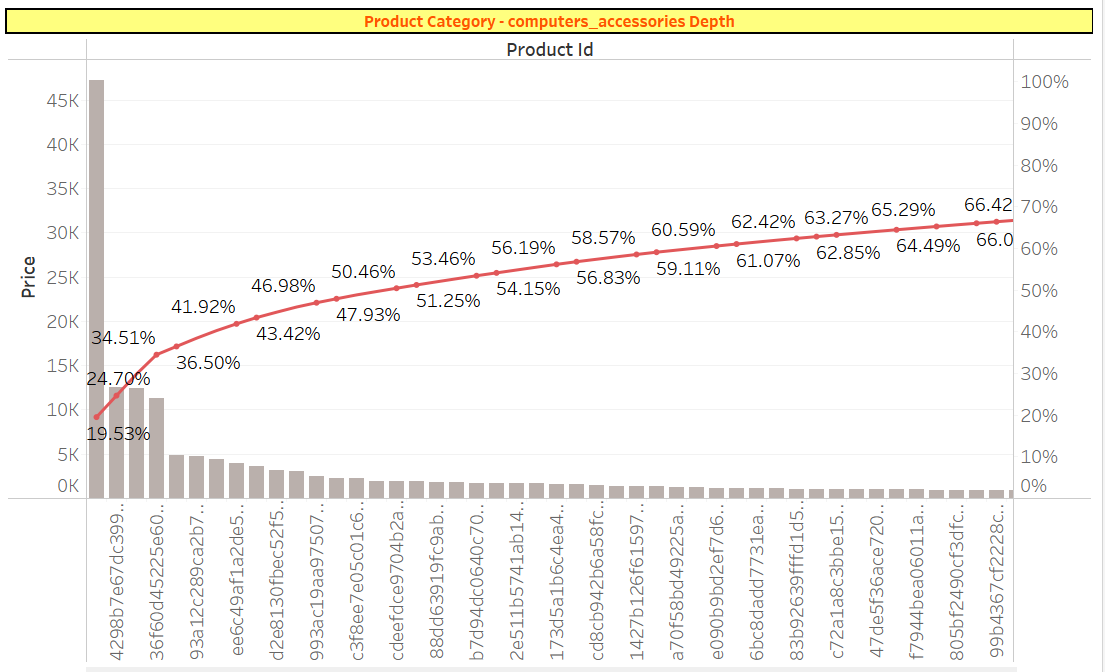 Product Category - computers_accessories Depth
Product Id
Price
45K
40K
35K
30K
25K
20K
15K
10K
5K
0K
100%
90%
80%
70%
60%
50%
40%
30%
20%
10%
0%
19.53%
24.70%
34.51%
36.50%
41.92%
43.42%
46.98%
47.93%
50.46%
51.25%
53.46%
54.15%
56.19%
56.83%
58.57%
59.11%
60.59%
61.07%
62.42%
62.85%
63.27%
64.49%
65.29%
66.0
66.42
4298b7e67dc399..
36f60d45225e60..
93a12c289ca2b7..
ee6c49af1a2de5..
d2e8130fbec52f5..
993ac19aa97507..
c3f8ee7e05c01c6..
cdeefdce9704b2a..
88dd63919fc9ab..
b7d94dc0640c70..
2e511b5741ab14..
173d5a1b6c4e4..
cd8cb942b6a58fc..
1427b126f61597..
a70f58bd49225a..
e090b9bd2ef7d6..
6bc8dadd7731ea..
83b92639fffd1d5..
c72a1a8c3bbe15..
47de5f36ace720..
f7944bea06011a..
805bf2490cf3dfc..
99b4367cf2228c..